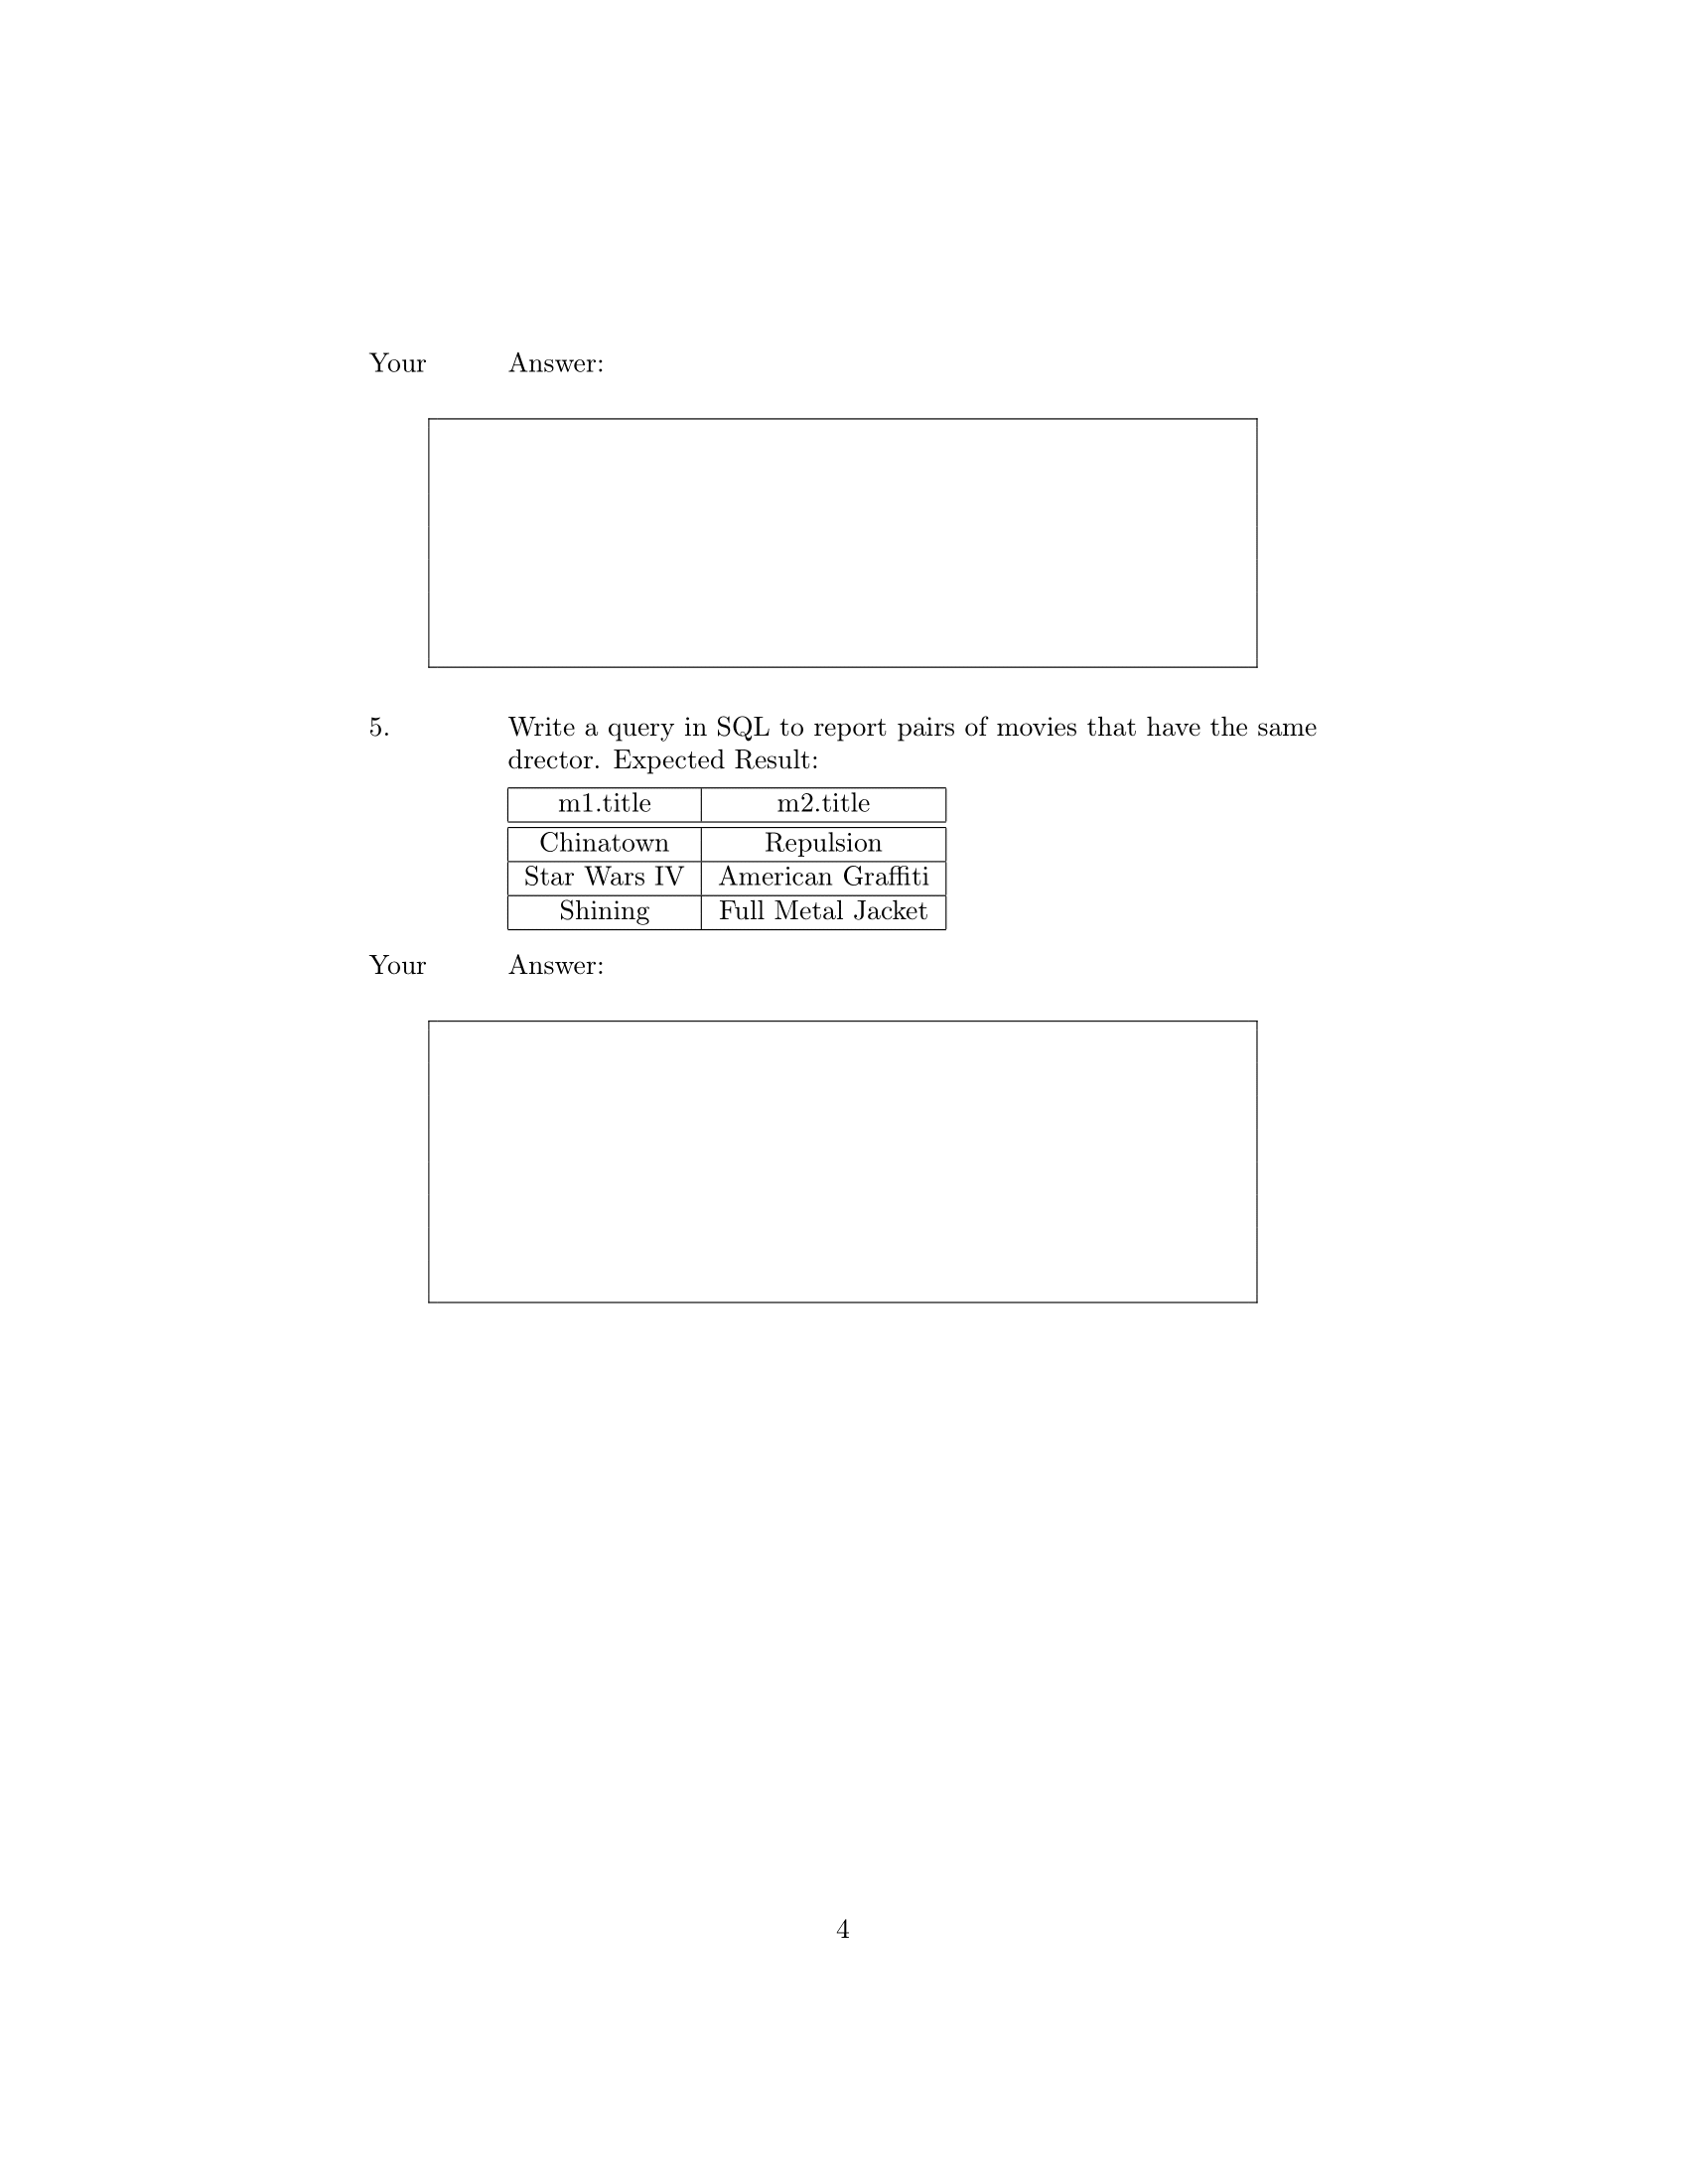 Your Answer:
5. Write a query in SQL to report pairs of movies that have the same
drector. Expected Result:
m1.title m2.title
Chinatown Repulsion
Star Wars IV American Graffiti
Shining Full Metal Jacket
Your Answer:
4